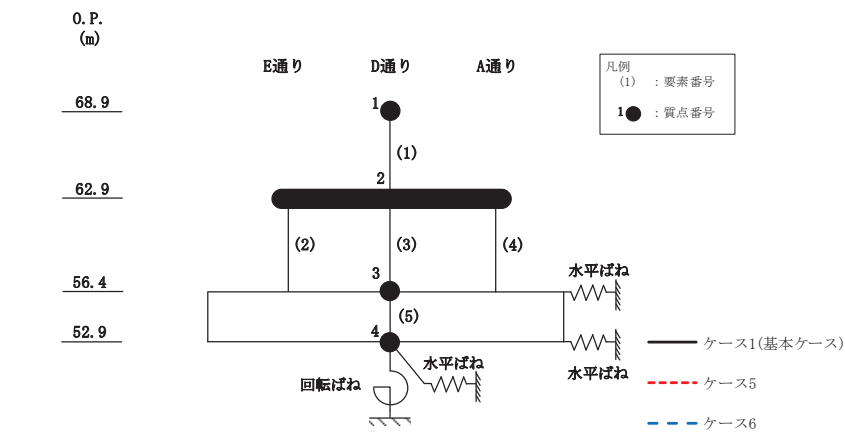 O.P.
(m)
E通り D通り A通り
凡例
(1) : 要素番号
1 : 質点番号
68.9
1
(1)
62.9
2
(2) (3) (4)
水平ばね
56.4
3
(5)
52.9
4
水平ばね
水平ばね
回転ばね
ケース1(基本ケース)
ケース5
ケース6